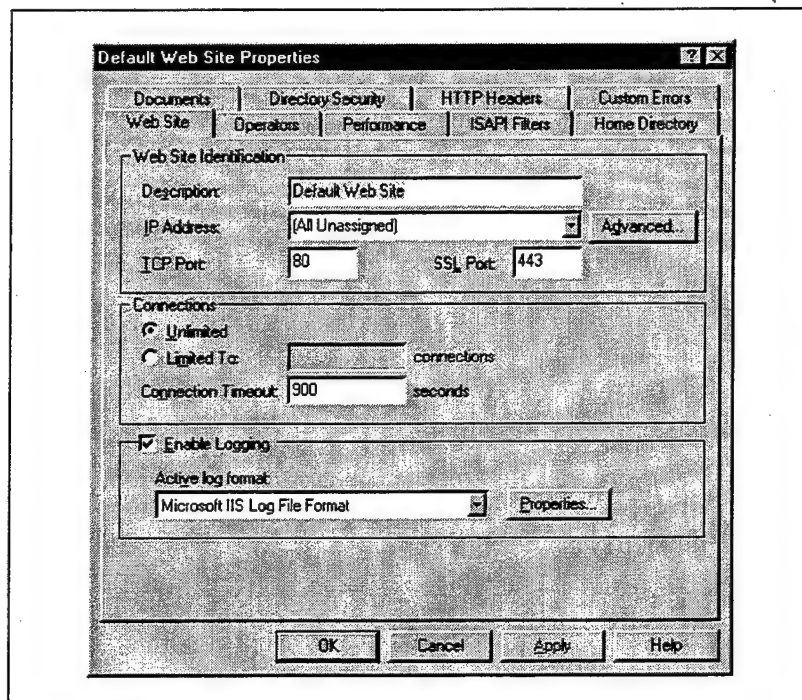 Default Web Site Properties
Documents Directory Security HTTP Headers Custom Errors
Web Site Operators Performance ISAPI Filters Home Directory
Web Site Identification
Description: Default Web Site
IP Address: (All Unassigned) Advanced...
TCP Port: 80 SSL Port: 443
Connections
Unlimited
Limited To: connections
Connection Timeout: 900 seconds
Enable Logging
Active log format:
Microsoft IIS Log File Format Properties...
OK Cancel Apply Help